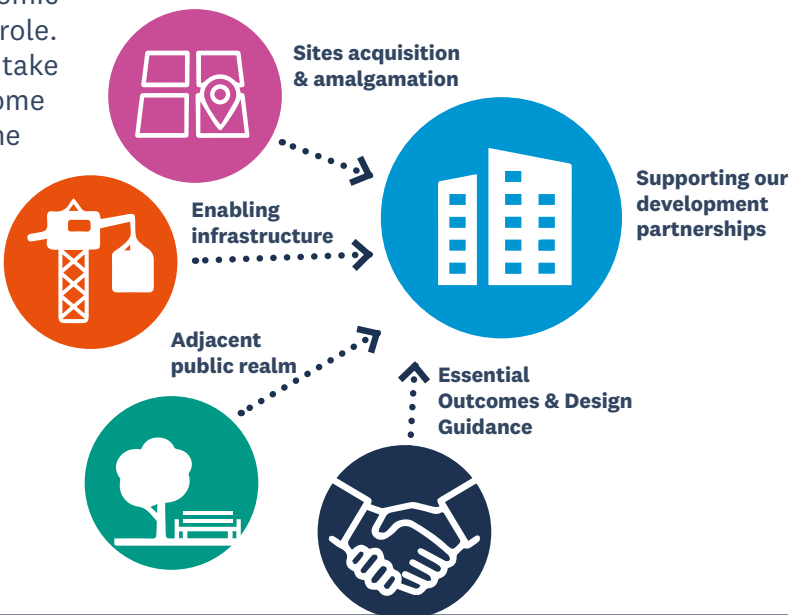 omic
role.
take
ome
ne
Sites acquisition
& amalgamation
Supporting our
development
partnerships
Enabling
infrastructure
Adjacent
public realm
Essential
Outcomes & Design
Guidance